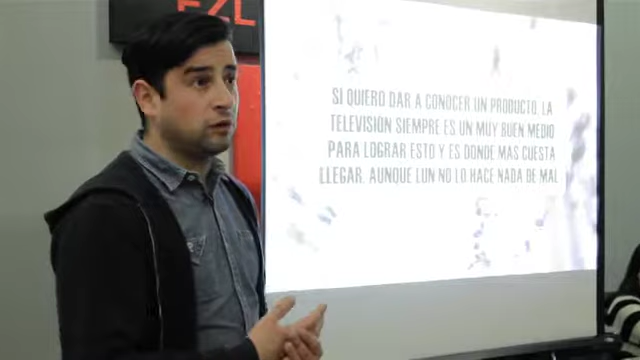 EZL
SI QUIERO DAR A CONOCER UN PRODUCTO, LA
TELEVISIÓN SIEMPRE ES UN MUY BUEN MEDIO
PARA LOGRAR ESTO Y ES DONDE MAS CUESTA
LLEGAR. AUNQUE LUN NO LO HACE NADA DE MAL